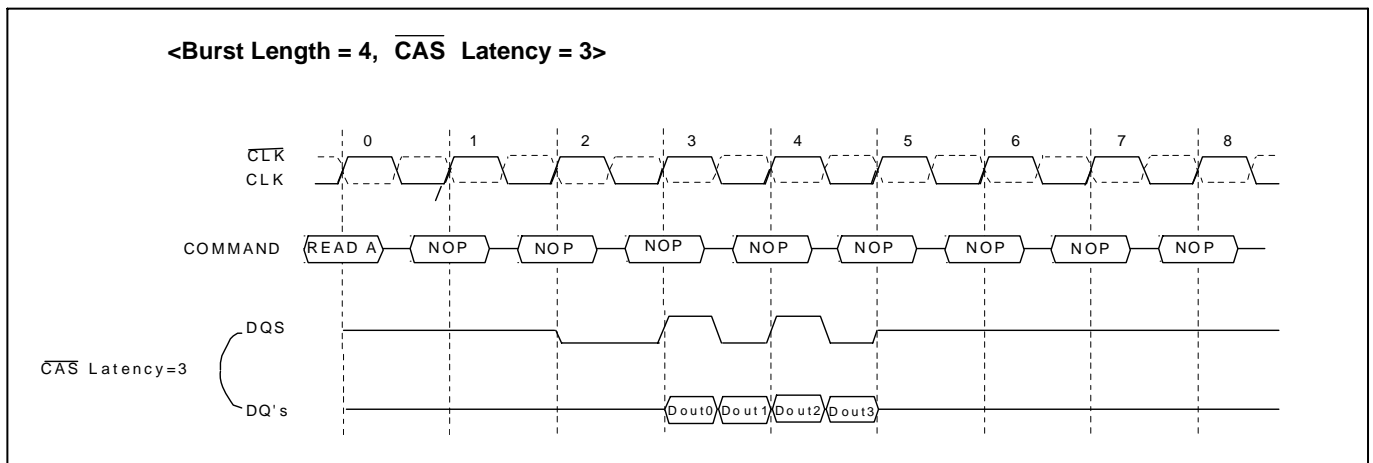 <Burst Length = 4, CAS Latency = 3>
0 1 2 3 4 5 6 7 8
CLK
CLK
COMMAND READ A NOP NOP NOP NOP NOP NOP NOP NOP
DQS
CAS Latency=3
DQ's Dout0 Dout1 Dout2 Dout3